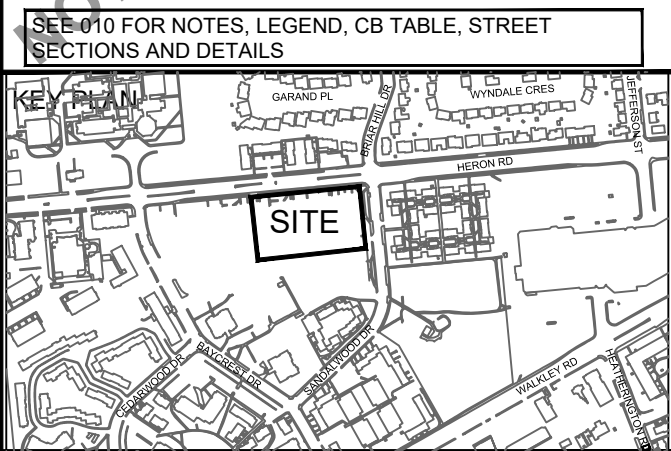 SEE 010 FOR NOTES, LEGEND, CB TABLE, STREET
SECTIONS AND DETAILS
KEY PLAN
GARAND PL
BRIAR HILL DR
WYNDALE CRES
JEFFERSON ST
HERON RD
SITE
CEDARWOOD DR
BAYCREST DR
SANDALWOOD DR
WALKLEY RD
HEATHERINGTON RD